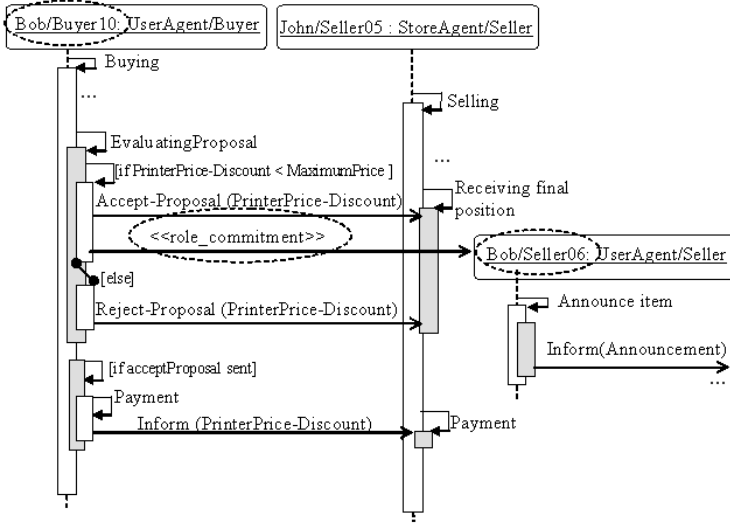 Bob/Buyer10: UserAgent/Buyer
John/Seller05 : StoreAgent/Seller
Buying
...
Selling
EvaluatingProposal
...
[if PrinterPrice-Discount < MaximumPrice ]
Receiving final
position
Accept-Proposal (PrinterPrice-Discount)
<<role_commitment>>
Bob/Seller06: UserAgent/Seller
[else]
Announce item
Reject-Proposal (PrinterPrice-Discount)
Inform(Announcement)
...
[if acceptProposal sent]
Payment
Inform (PrinterPrice-Discount)
Payment